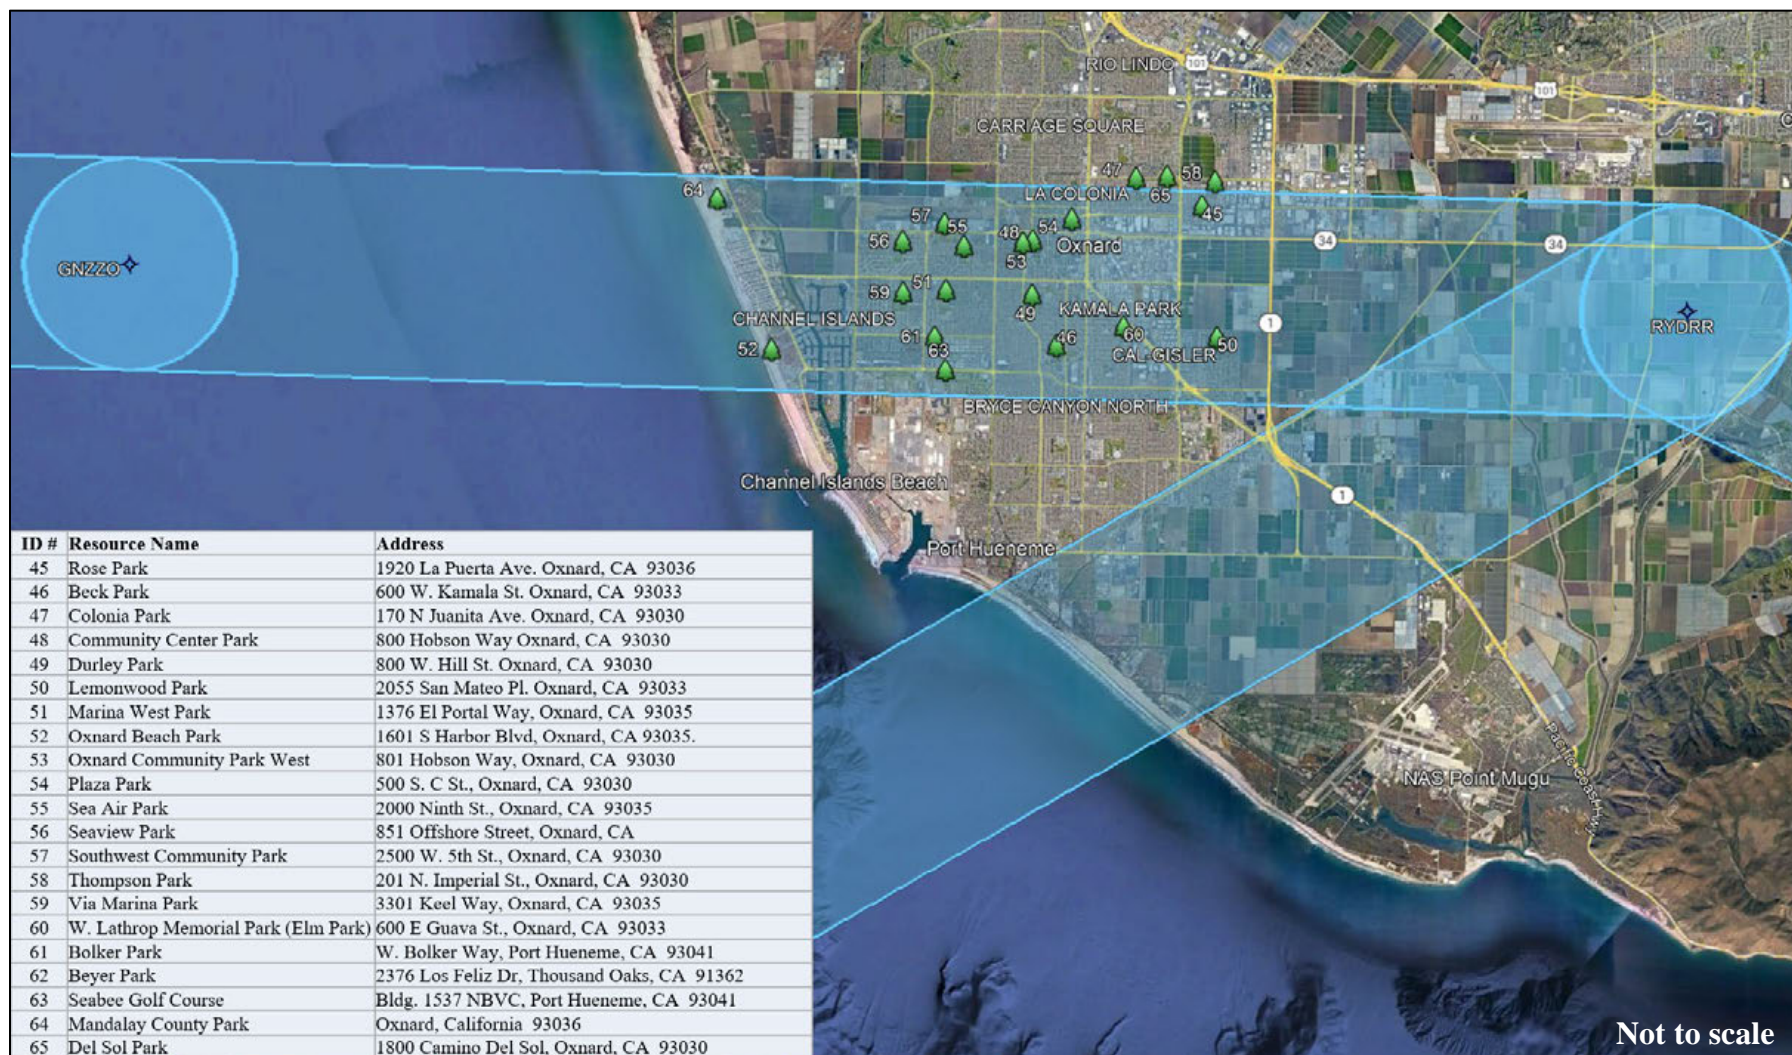 RIO LINDO
101
101
CARRIAGE SQUARE
47
65
58
64
LA COLONIA
45
57
55
48
54
56
53
Oxnard
34
34
GNZZO
51
59
49
KAMALA PARK
CHANNEL ISLANDS
1
RYDRR
61
60
50
52
63
46
CAL-GISLER
BRYCE CANYON NORTH
Channel Islands Beach
1
Port Hueneme
Pacific Coast Hwy
NAS Point Mugu
ID # Resource Name Address
45 Rose Park 1920 La Puerta Ave. Oxnard, CA 93036
46 Beck Park 600 W. Kamala St. Oxnard, CA 93033
47 Colonia Park 170 N Juanita Ave. Oxnard, CA 93030
48 Community Center Park 800 Hobson Way Oxnard, CA 93030
49 Durley Park 800 W. Hill St. Oxnard, CA 93030
50 Lemonwood Park 2055 San Mateo Pl. Oxnard, CA 93033
51 Marina West Park 1376 El Portal Way, Oxnard, CA 93035
52 Oxnard Beach Park 1601 S Harbor Blvd, Oxnard, CA 93035.
53 Oxnard Community Park West 801 Hobson Way, Oxnard, CA 93030
54 Plaza Park 500 S. C St., Oxnard, CA 93030
55 Sea Air Park 2000 Ninth St., Oxnard, CA 93035
56 Seaview Park 851 Offshore Street, Oxnard, CA
57 Southwest Community Park 2500 W. 5th St., Oxnard, CA 93030
58 Thompson Park 201 N. Imperial St., Oxnard, CA 93030
59 Via Marina Park 3301 Keel Way, Oxnard, CA 93035
60 W. Lathrop Memorial Park (Elm Park) 600 E Guava St., Oxnard, CA 93033
61 Bolker Park W. Bolker Way, Port Hueneme, CA 93041
62 Beyer Park 2376 Los Feliz Dr, Thousand Oaks, CA 91362
63 Seabee Golf Course Bldg. 1537 NBVC, Port Hueneme, CA 93041
64 Mandalay County Park Oxnard, California 93036
65 Del Sol Park 1800 Camino Del Sol, Oxnard, CA 93030
Not to scale